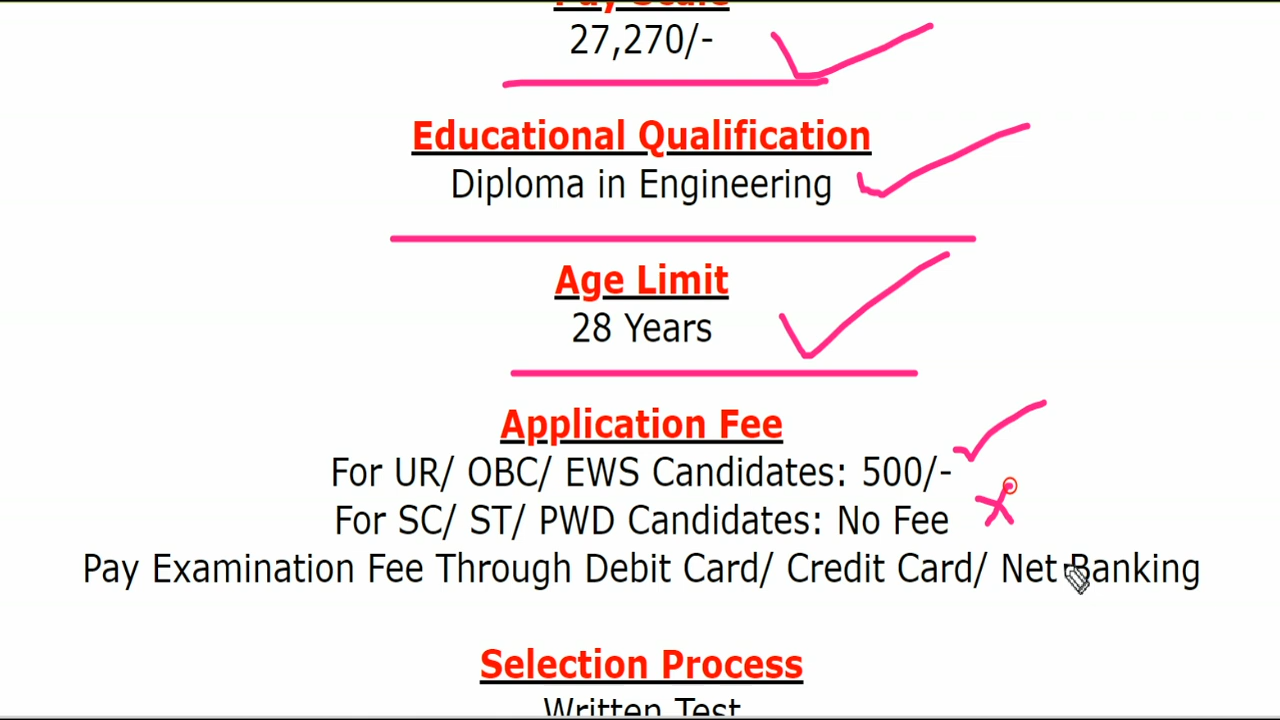 Pay Scale
27,270/-
Educational Qualification
Diploma in Engineering
Age Limit
28 Years
Application Fee
For UR/ OBC/ EWS Candidates: 500/-
For SC/ ST/ PWD Candidates: No Fee
Pay Examination Fee Through Debit Card/ Credit Card/ Net Banking
Selection Process
Written Test